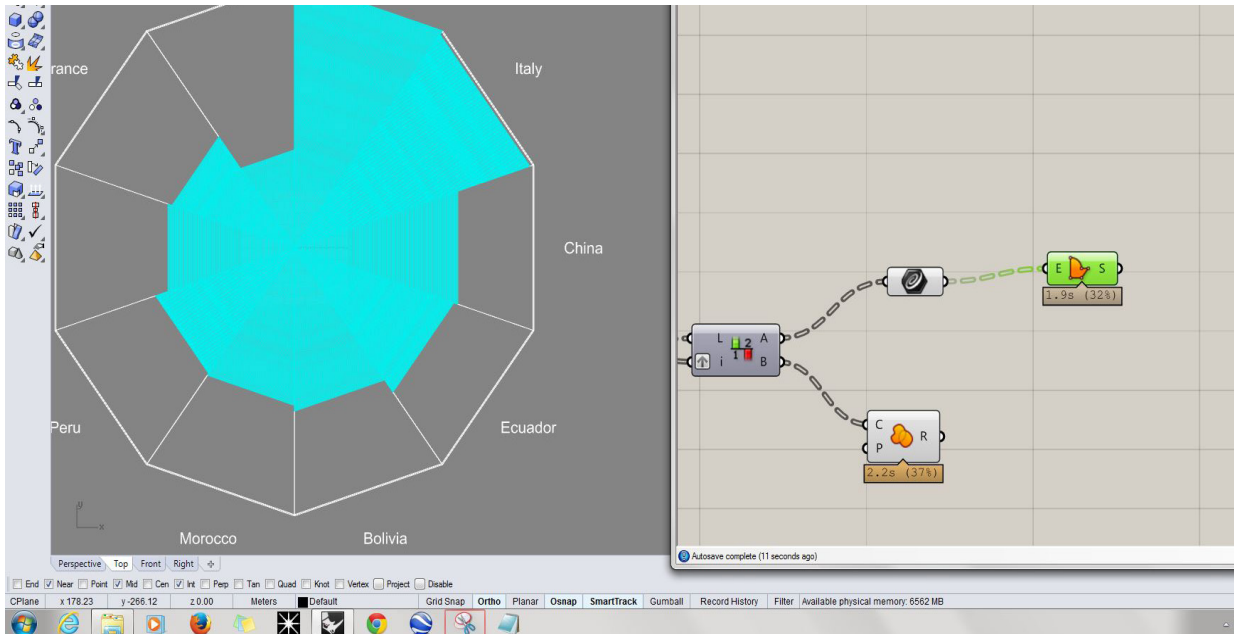 rance
Italy
China
Ecuador
Bolivia
Morocco
Peru
y
x
L
i
1 2
A
B
E
S
1.9s (32%)
C
P
R
2.2s (37%)
Autosave complete (11 seconds ago)
Perspective Top Front Right
End Near Point Mid Cen Int Perp Tan Quad Knot Vertex Project Disable
CPlane x 178.23 y -266.12 z 0.00 Meters Default Grid Snap Ortho Planar Osnap SmartTrack Gumball Record History Filter Available physical memory: 6562 MB